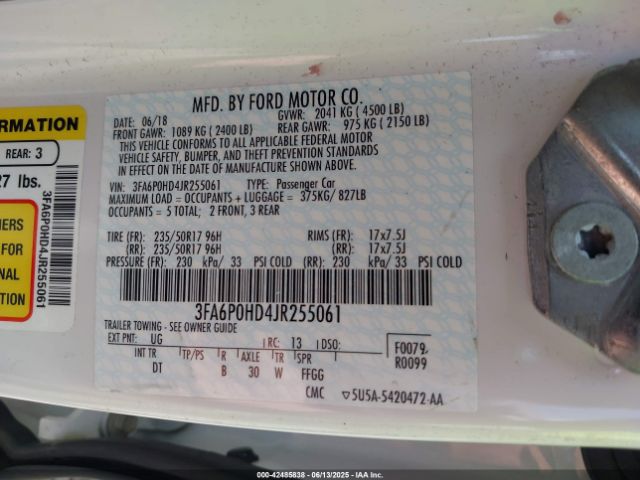 MFD. BY FORD MOTOR CO.
DATE: 06/18 GVWR: 2041 KG ( 4500 LB)
FRONT GAWR: 1089 KG ( 2400 LB) REAR GAWR: 975 KG ( 2150 LB)
THIS VEHICLE CONFORMS TO ALL APPLICABLE FEDERAL MOTOR
VEHICLE SAFETY, BUMPER, AND THEFT PREVENTION STANDARDS
IN EFFECT ON THE DATE OF MANUFACTURE SHOWN ABOVE.
VIN: 3FA6P0HD4JR255061 TYPE: Passenger Car
MAXIMUM LOAD = OCCUPANTS + LUGGAGE = 375KG/ 827LB
OCCUPANTS = 5 TOTAL; 2 FRONT, 3 REAR
TIRE (FR): 235/50R17 96H RIMS (FR): 17x7.5J
(RR): 235/50R17 96H (RR): 17x7.5J
PRESSURE (FR): 230 kPa/ 33 PSI COLD (RR): 230 kPa/ 33 PSI COLD
3FA6P0HD4JR255061
TRAILER TOWING - SEE OWNER GUIDE
EXT PNT: UG RC: 13 DSO: F0079
INT TR TP/PS R AXLE TR SPR R0099
DT B 30 W FFGG
CMC 5U5A-5420472-AA
ORMATION
REAR: 3
27 lbs.
3FA6P0HD4JR255061
MERS
FOR
NAL
ION
000-42485838 - 06/13/2025 - IAA Inc.